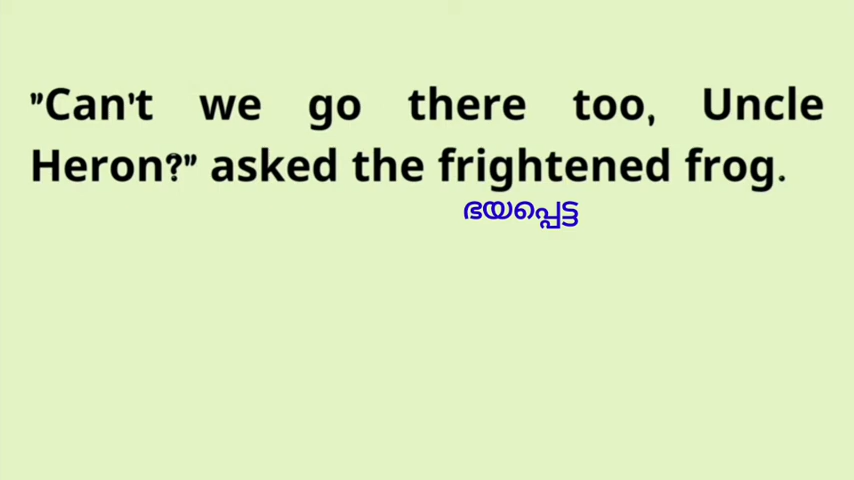 "Can't we go there too, Uncle
Heron?" asked the frightened frog.
ഭയപ്പെട്ട